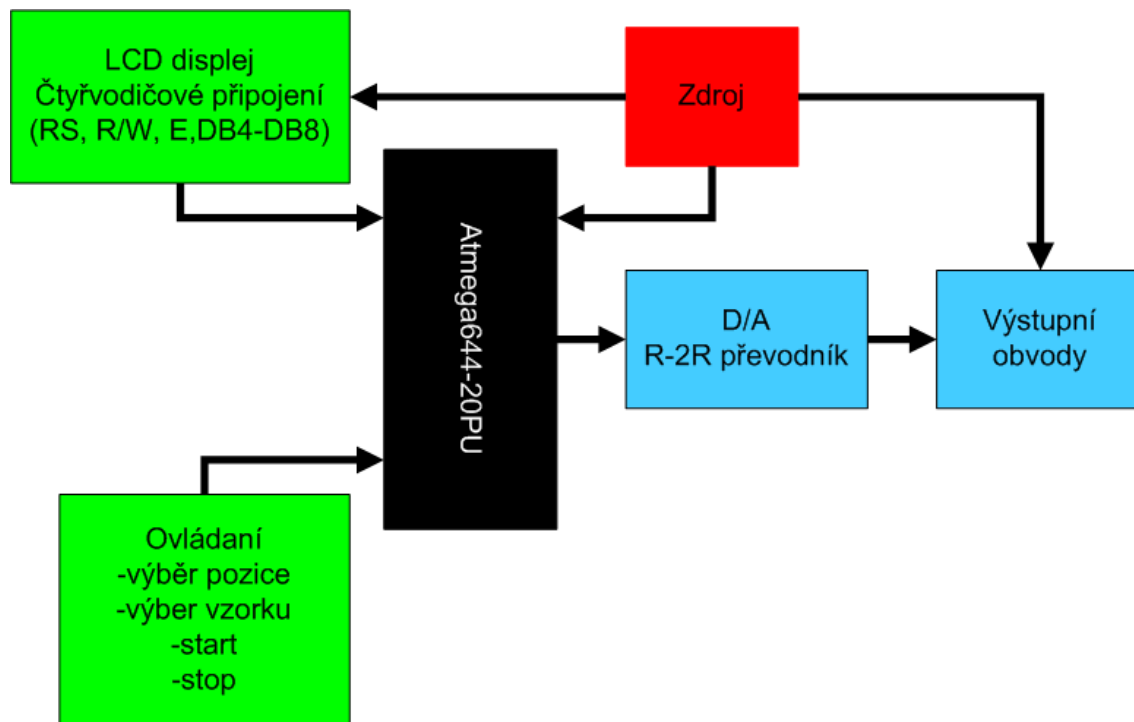 LCD displej
Čtyřvodičové připojení
(RS, R/W, E,DB4-DB8)
Zdroj
Atmega644-20PU
D/A
R-2R převodník
Výstupní
obvody
Ovládaní
-výběr pozice
-výber vzorku
-start
-stop